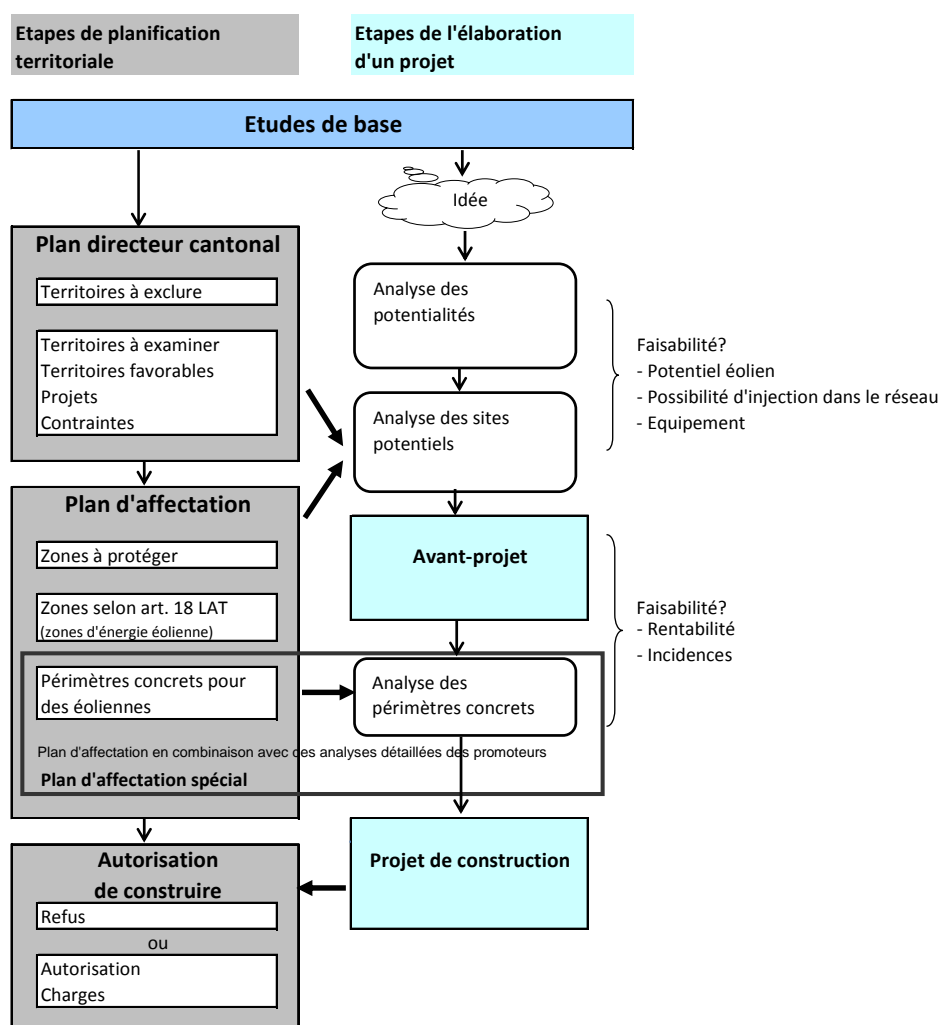 Etapes de planification
territoriale
Etapes de l'élaboration
d'un projet
Etudes de base
Idée
Plan directeur cantonal
Territoires à exclure
Territoires à examiner
Territoires favorables
Projets
Contraintes
Analyse des
potentialités
Analyse des sites
potentiels
Faisabilité?
- Potentiel éolien
- Possibilité d'injection dans le réseau
- Equipement
Plan d'affectation
Zones à protéger
Zones selon art. 18 LAT
(zones d'énergie éolienne)
Périmètres concrets pour
des éoliennes
Avant-projet
Analyse des
périmètres concrets
Faisabilité?
- Rentabilité
- Incidences
Plan d'affectation en combinaison avec des analyses détaillées des promoteurs
Plan d'affectation spécial
Autorisation
de construire
Refus
ou
Autorisation
Charges
Projet de construction